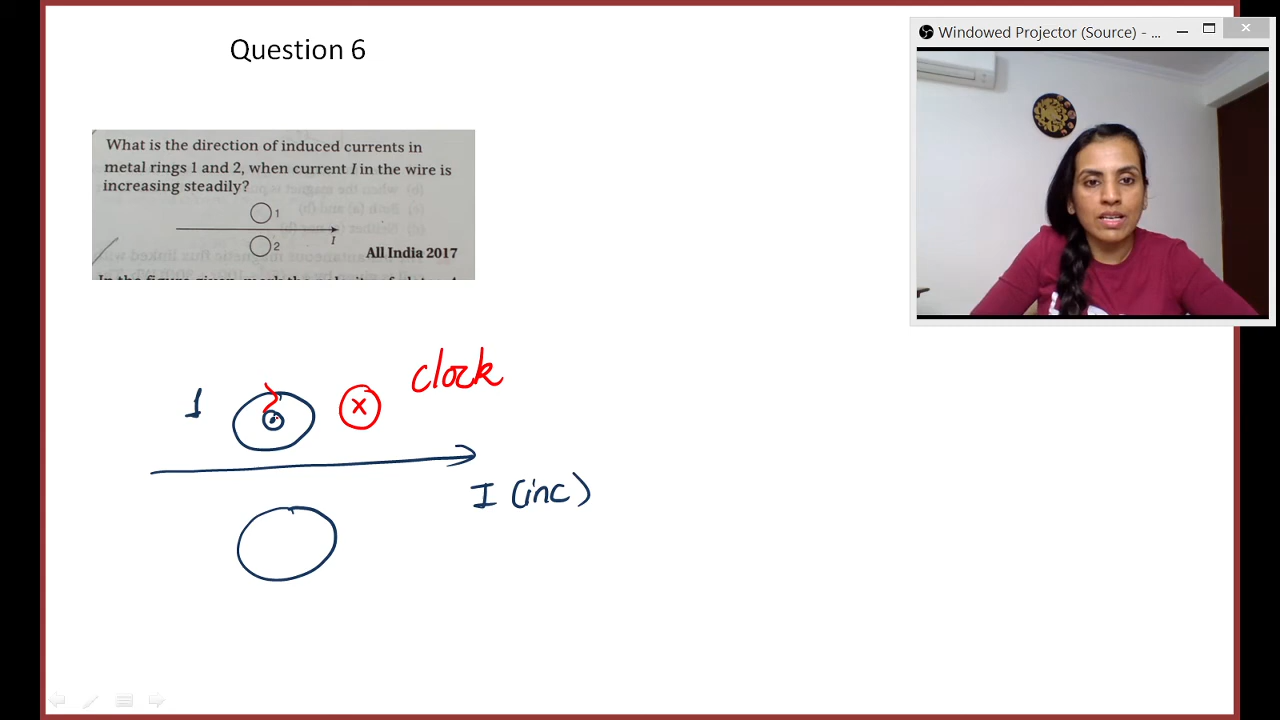 Question 6
Windowed Projector (Source) - ...
What is the direction of induced currents in
metal rings 1 and 2, when current I in the wire is
increasing steadily?
1
I
2
All India 2017
1
x
clock
I (inc)